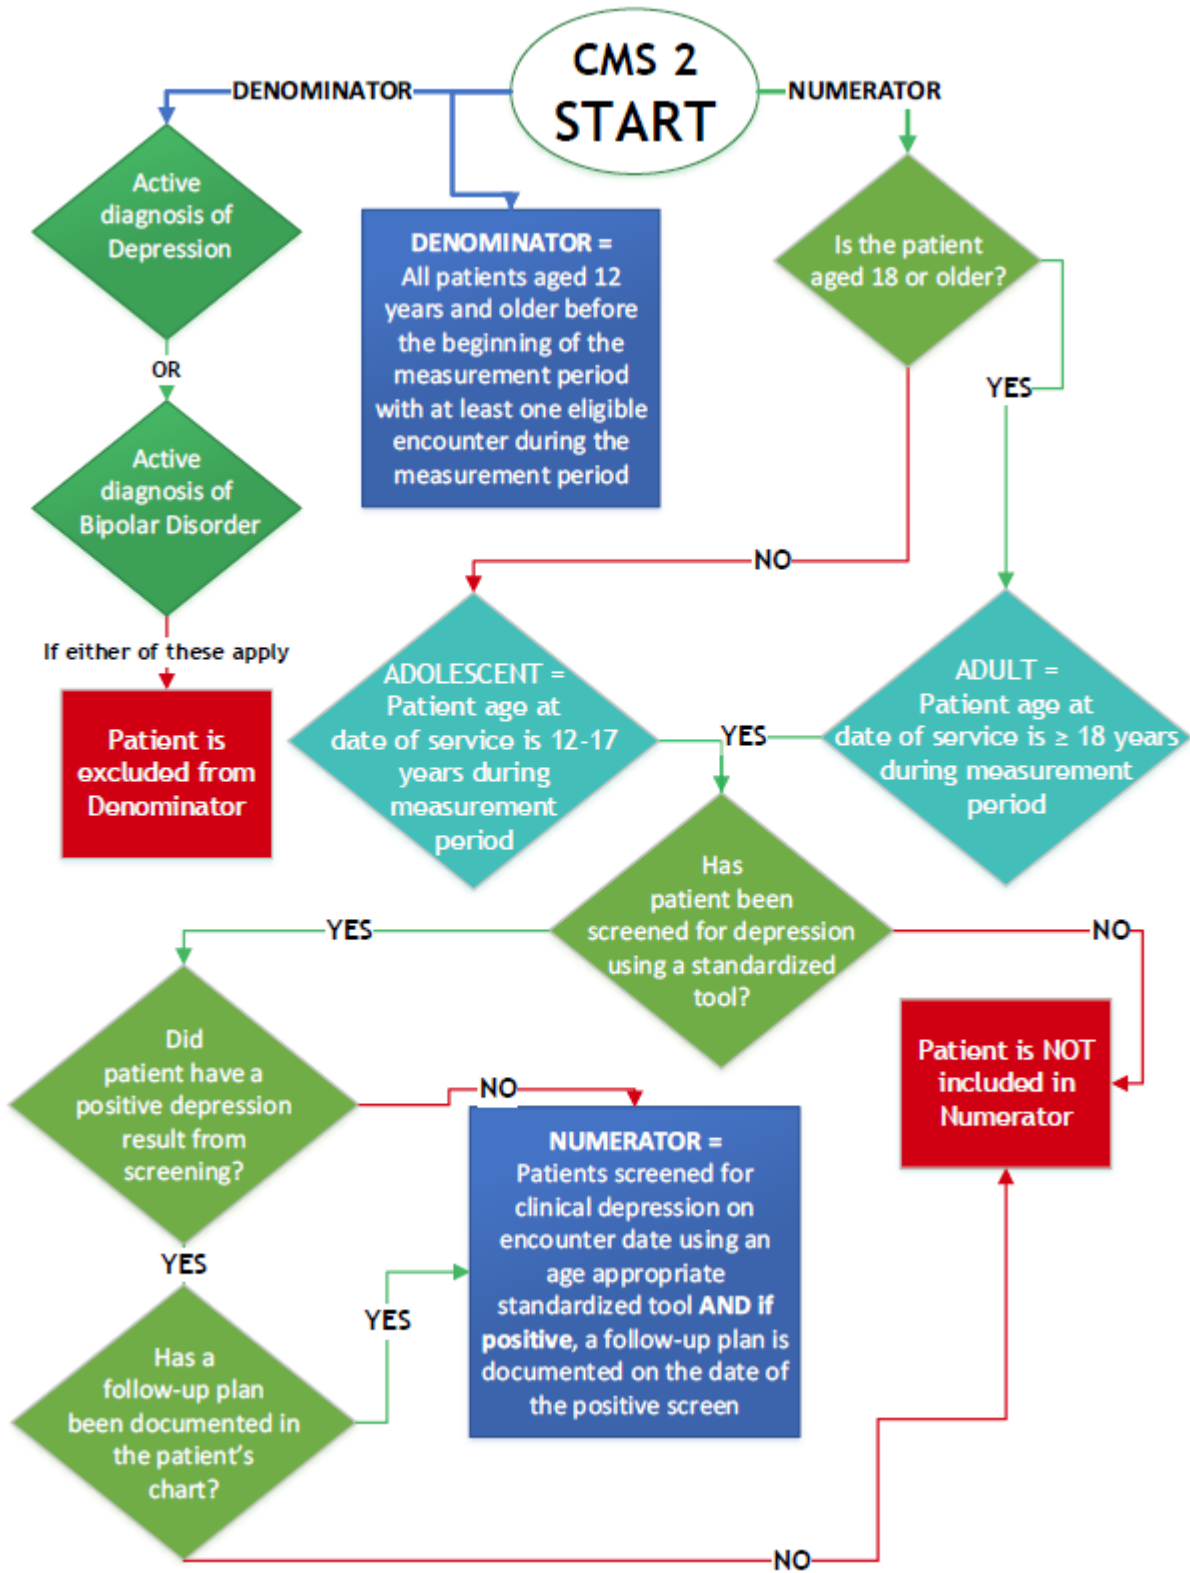 CMS 2
START
DENOMINATOR
NUMERATOR
Active
diagnosis of
Depression
DENOMINATOR =
All patients aged 12
years and older before
the beginning of the
measurement period
with at least one eligible
encounter during the
measurement period
Is the patient
aged 18 or older?
OR
YES
Active
diagnosis of
Bipolar Disorder
NO
If either of these apply
Patient is
excluded from
Denominator
ADOLESCENT =
Patient age at
date of service is 12-17
years during
measurement
period
YES
ADULT =
Patient age at
date of service is ≥ 18 years
during measurement
period
Has
patient been
screened for depression
using a standardized
tool?
YES
NO
Did
patient have a
positive depression
result from
screening?
NO
Patient is NOT
included in
Numerator
NUMERATOR =
Patients screened for
clinical depression on
encounter date using an
age appropriate
standardized tool AND if
positive, a follow-up plan is
documented on the date of
the positive screen
YES
YES
Has a
follow-up plan
been documented in
the patient's
chart?
NO